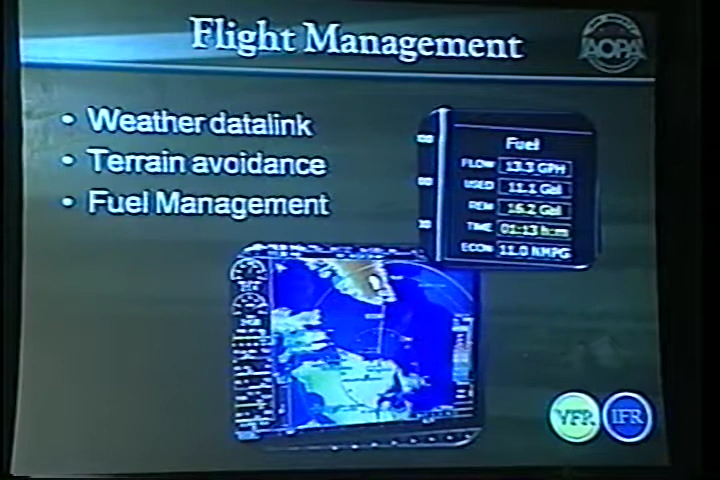 Flight Management
AOPA
• Weather datalink
• Terrain avoidance
• Fuel Management
Fuel
FLOW 13.3 GPH
USED 11.1 Gal
REM 16.2 Gal
TIME 01:13 h:m
ECON 11.0 NMPG
VFR IFR